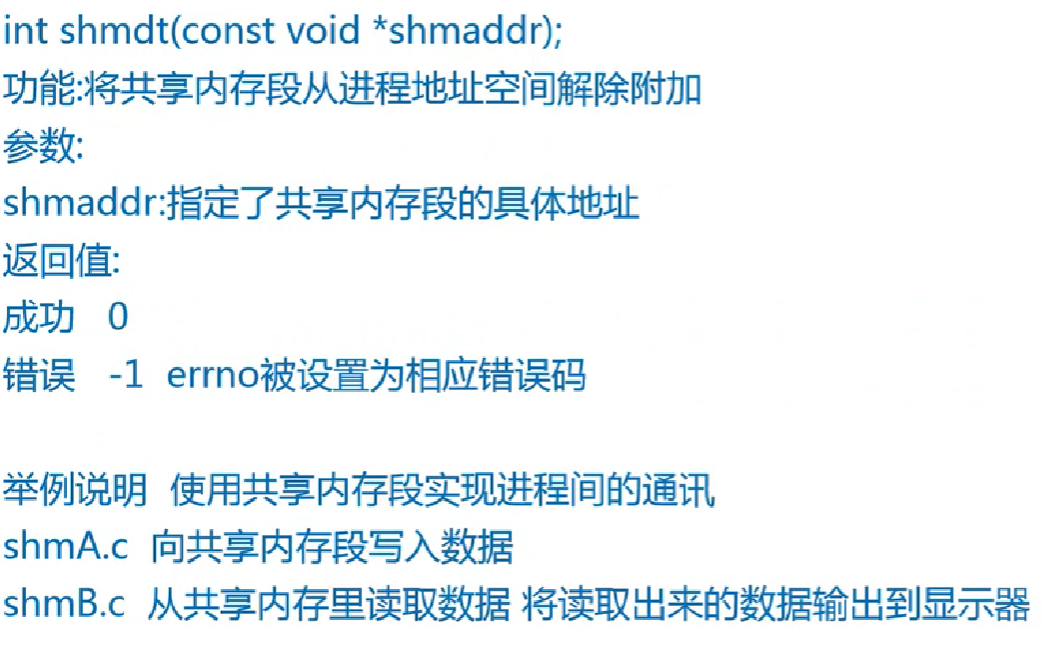 int shmdt(const void *shmaddr);
功能:将共享内存段从进程地址空间解除附加
参数:
shmaddr:指定了共享内存段的具体地址
返回值:
成功 0
错误 -1 errno被设置为相应错误码
举例说明 使用共享内存段实现进程间的通讯
shmA.c 向共享内存段写入数据
shmB.c 从共享内存里读取数据 将读取出来的数据输出到显示器